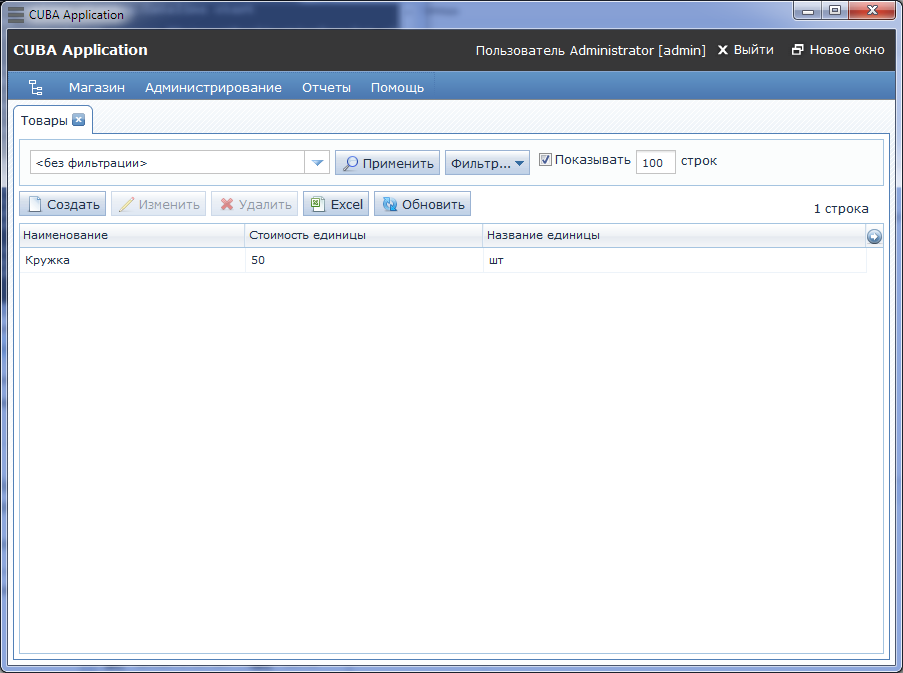 CUBA Application
CUBA Application Пользователь Administrator [admin] Выйти Новое окно
Магазин Администрирование Отчеты Помощь
Товары
<без фильтрации> Применить Фильтр... Показывать 100 строк
Создать Изменить Удалить Excel Обновить 1 строка
Наименование Стоимость единицы Название единицы
Кружка 50 шт